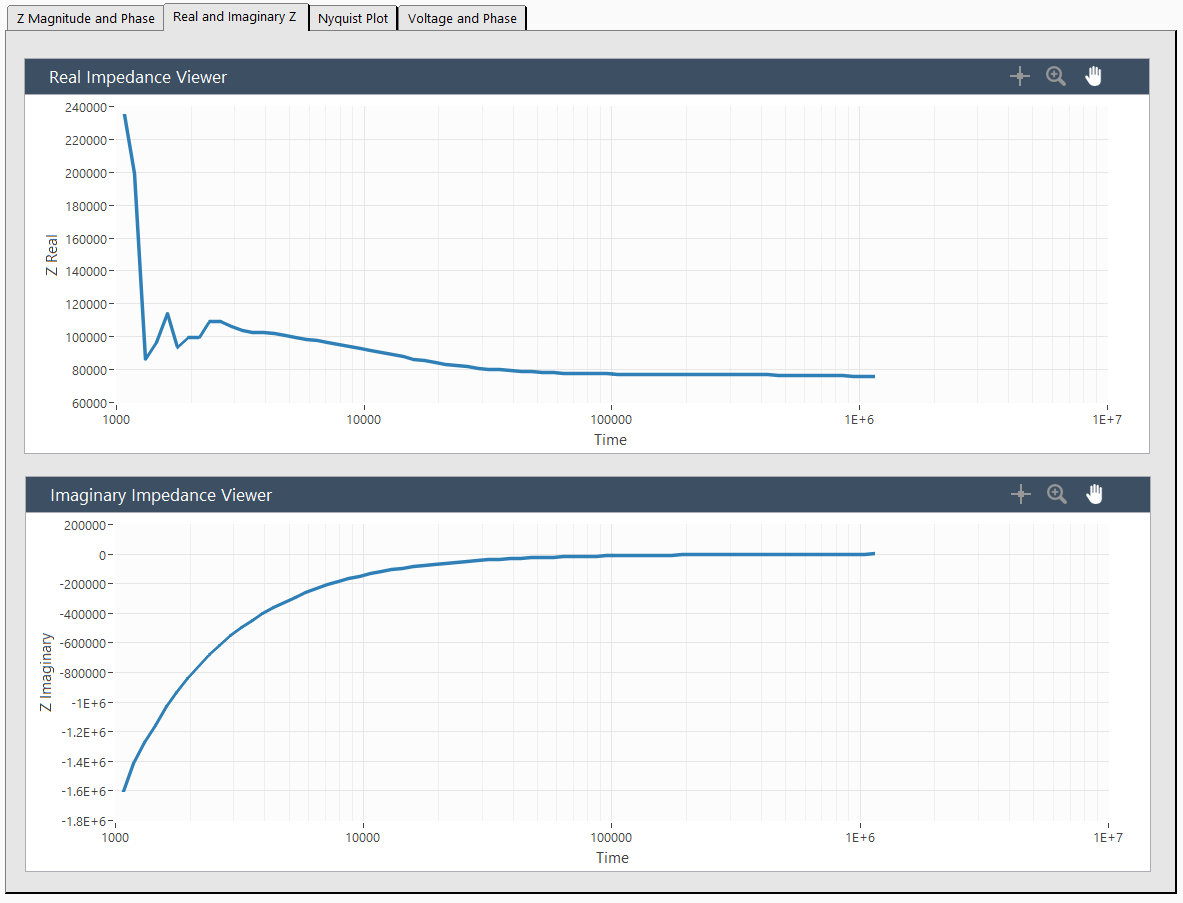 Z Magnitude and Phase
Real and Imaginary Z
Nyquist Plot
Voltage and Phase
Real Impedance Viewer
240000
220000
200000
180000
160000
140000
120000
100000
80000
60000
Z Real
1000
10000
100000
1E+6
1E+7
Time
Imaginary Impedance Viewer
200000
0
-200000
-400000
-600000
-800000
-1E+6
-1.2E+6
-1.4E+6
-1.6E+6
-1.8E+6
Z Imaginary
1000
10000
100000
1E+6
1E+7
Time